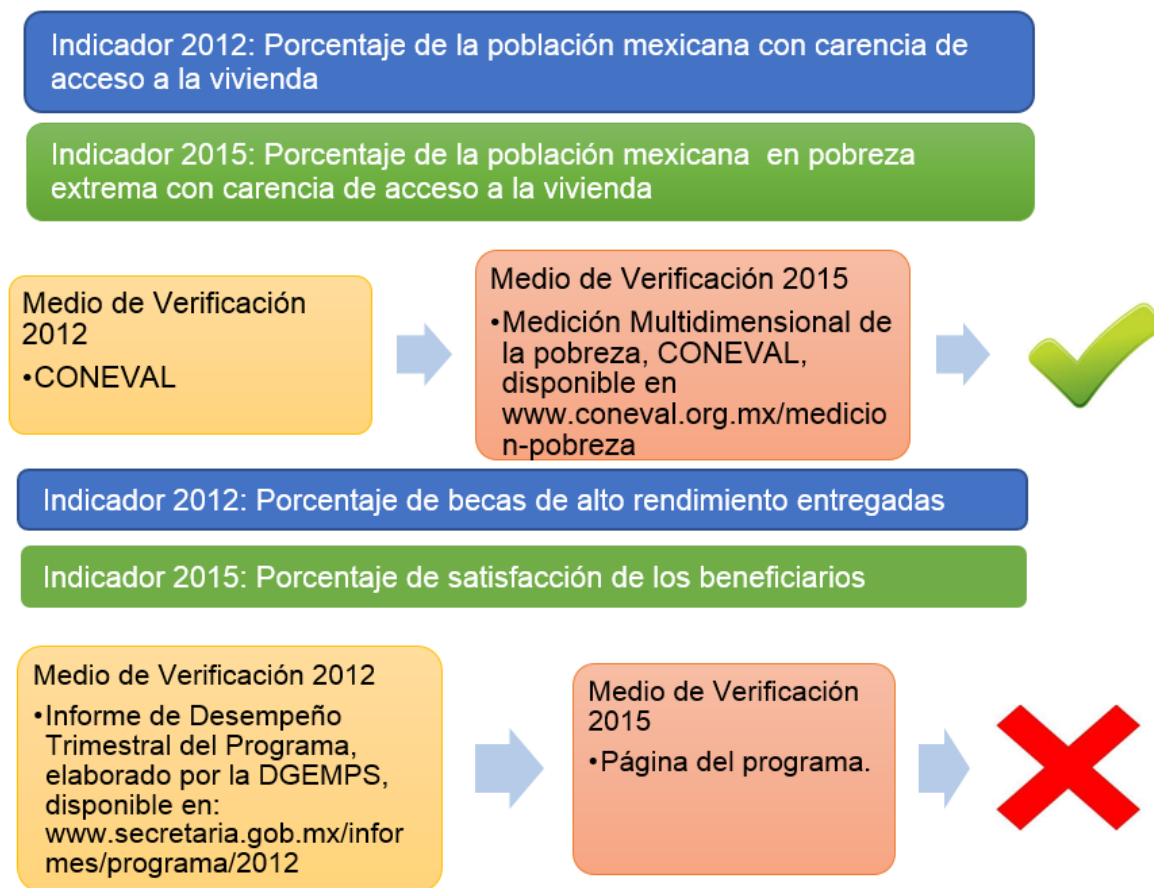 Indicador 2012: Porcentaje de la población mexicana con carencia de
acceso a la vivienda
Indicador 2015: Porcentaje de la población mexicana  en pobreza
extrema con carencia de acceso a la vivienda
Medio de Verificación
2012
•CONEVAL
Medio de Verificación 2015
•Medición Multidimensional de
la pobreza, CONEVAL,
disponible en
www.coneval.org.mx/medicio
n-pobreza
Indicador 2012: Porcentaje de becas de alto rendimiento entregadas
Indicador 2015: Porcentaje de satisfacción de los beneficiarios
Medio de Verificación 2012
•Informe de Desempeño
Trimestral del Programa,
elaborado por la DGEMPS,
disponible en:
www.secretaria.gob.mx/infor
mes/programa/2012
Medio de Verificación
2015
•Página del programa.